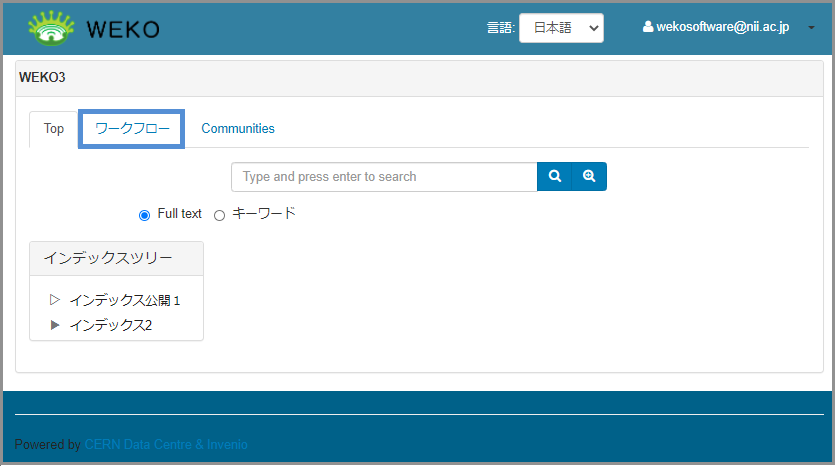 WEKO 言語: 日本語 wekosoftware@nii.ac.jp
WEKO3
Top ワークフロー Communities
Type and press enter to search
Full text キーワード
インデックスツリー
インデックス公開１
インデックス2
Powered by CERN Data Centre & Invenio